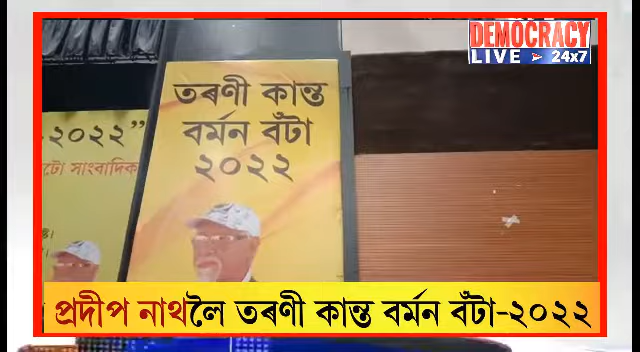 DEMOCRACY
LIVE 24x7
তৰণী কান্ত
বৰ্মন বঁটা
২০২২
-২০২২”
টো সাংবাদিক
প্ৰদীপ নাথলৈ তৰণী কান্ত বৰ্মন বঁটা-২০২২